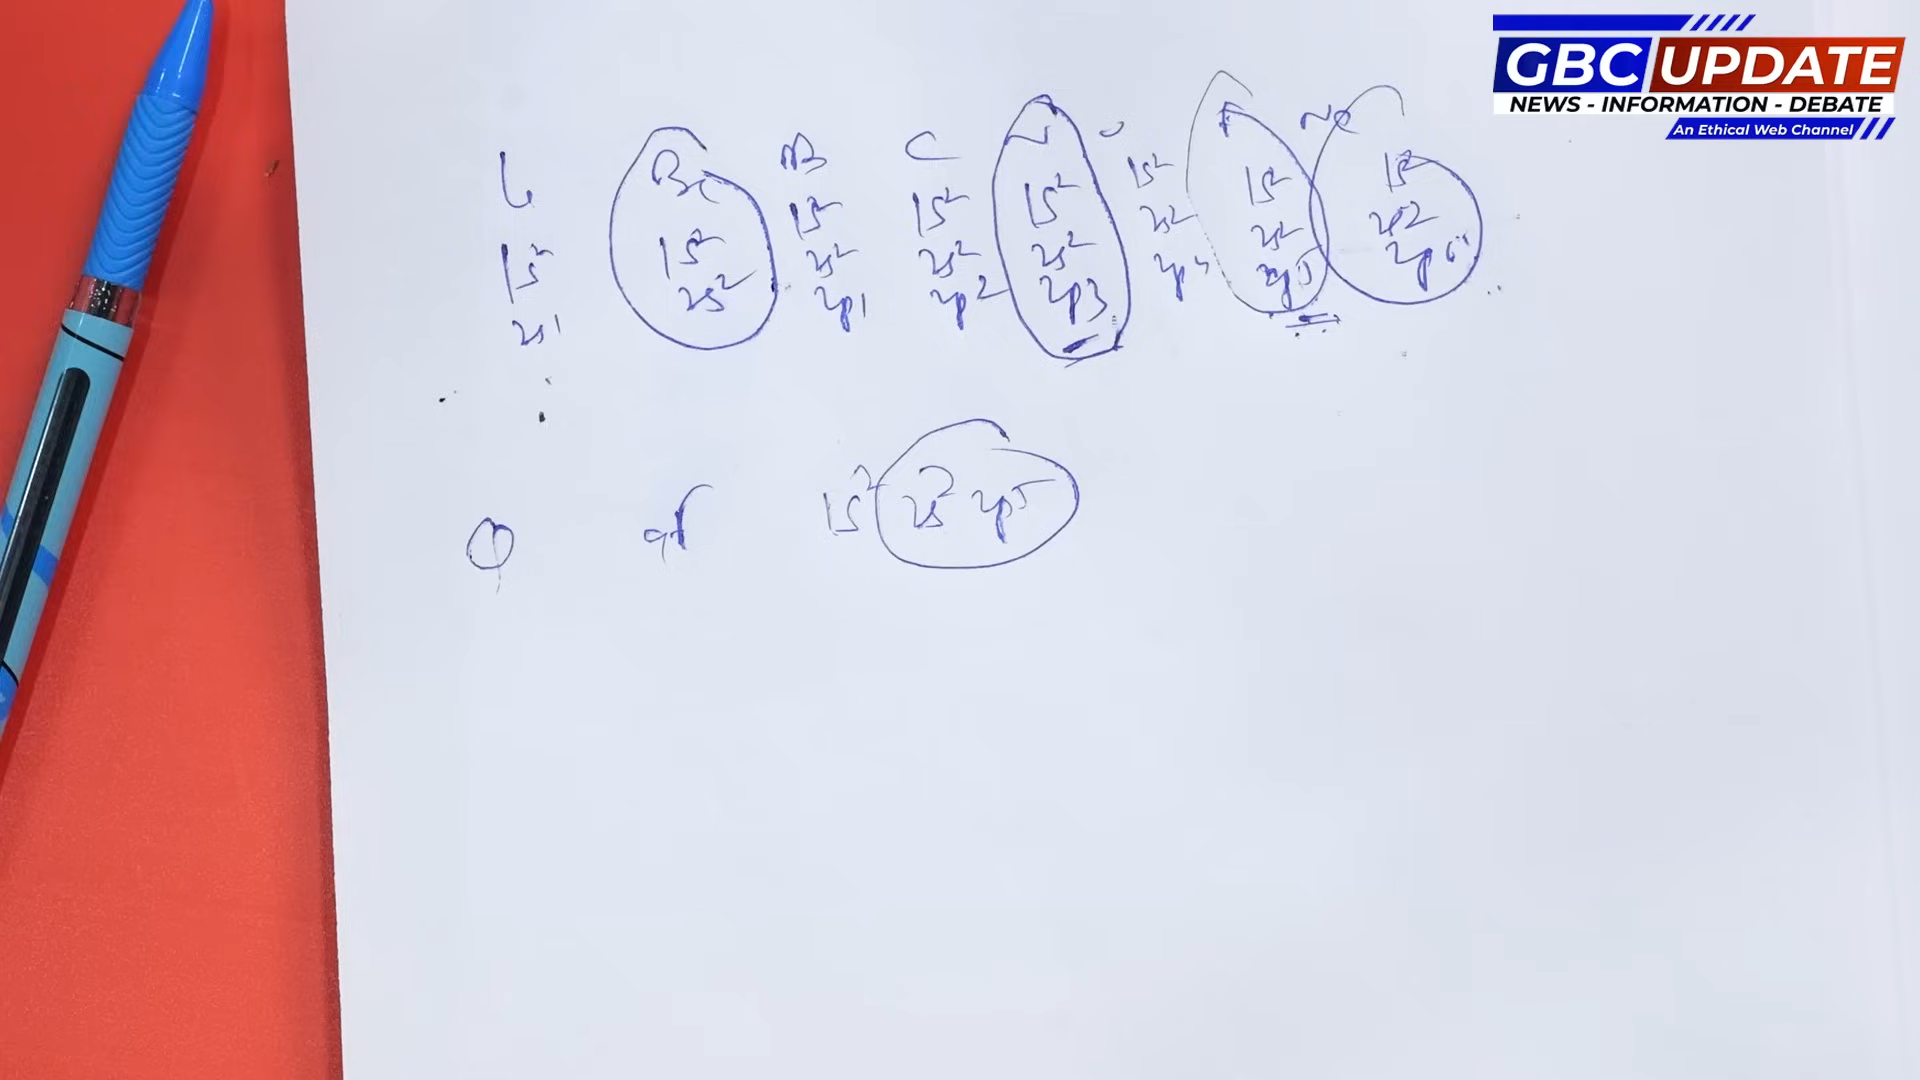 GBC UPDATE
NEWS - INFORMATION - DEBATE
An Ethical Web Channel
Li Be B C N O F Ne
1s² 1s² 1s² 1s² 1s² 1s² 1s² 1s²
2s¹ 2s² 2s² 2s² 2s² 2s² 2s² 2s2
2p1 2p2 2p3 2p⁴ 2p5 2p6
1s² 2s² 2p5